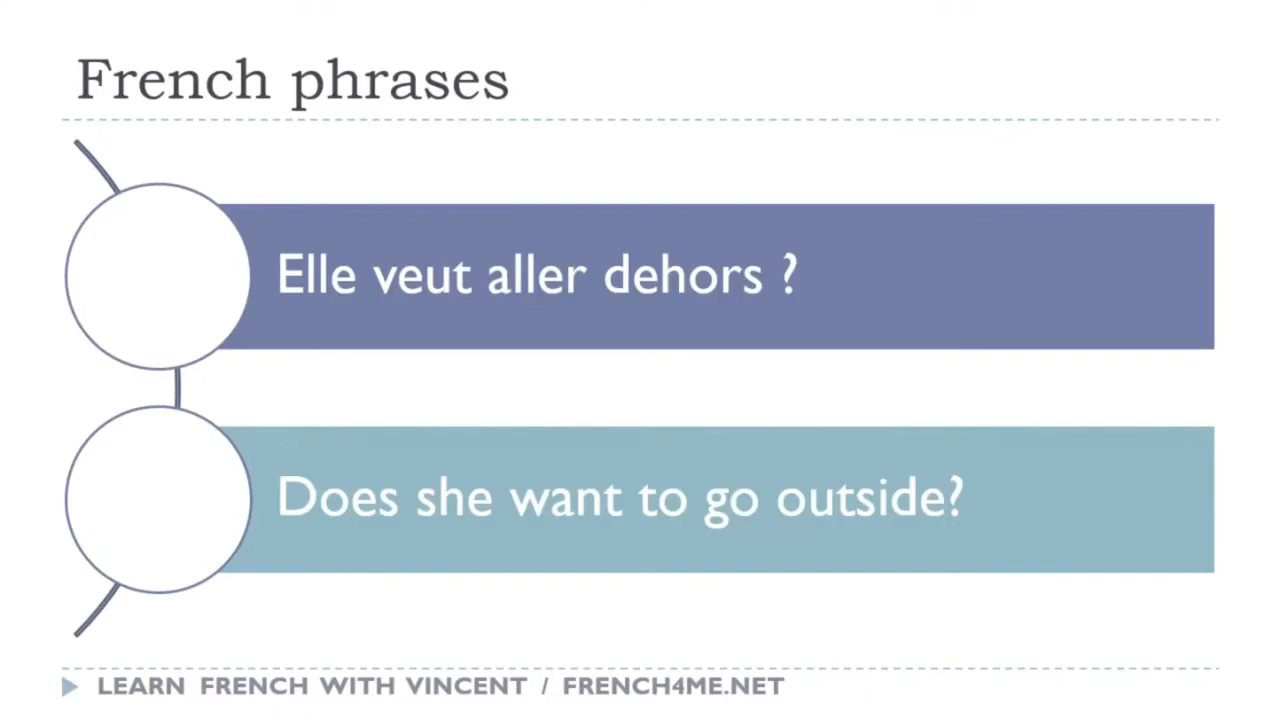 French phrases
Elle veut aller dehors ?
Does she want to go outside?
LEARN FRENCH WITH VINCENT / FRENCH4ME.NET